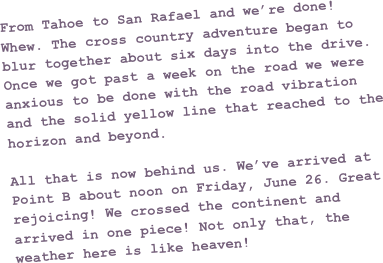 From Tahoe to San Rafael and we're done!
Whew. The cross country adventure began to
blur together about six days into the drive.
Once we got past a week on the road we were
anxious to be done with the road vibration
and the solid yellow line that reached to the
horizon and beyond.

All that is now behind us. We've arrived at
Point B about noon on Friday, June 26. Great
rejoicing! We crossed the continent and
arrived in one piece! Not only that, the
weather here is like heaven!